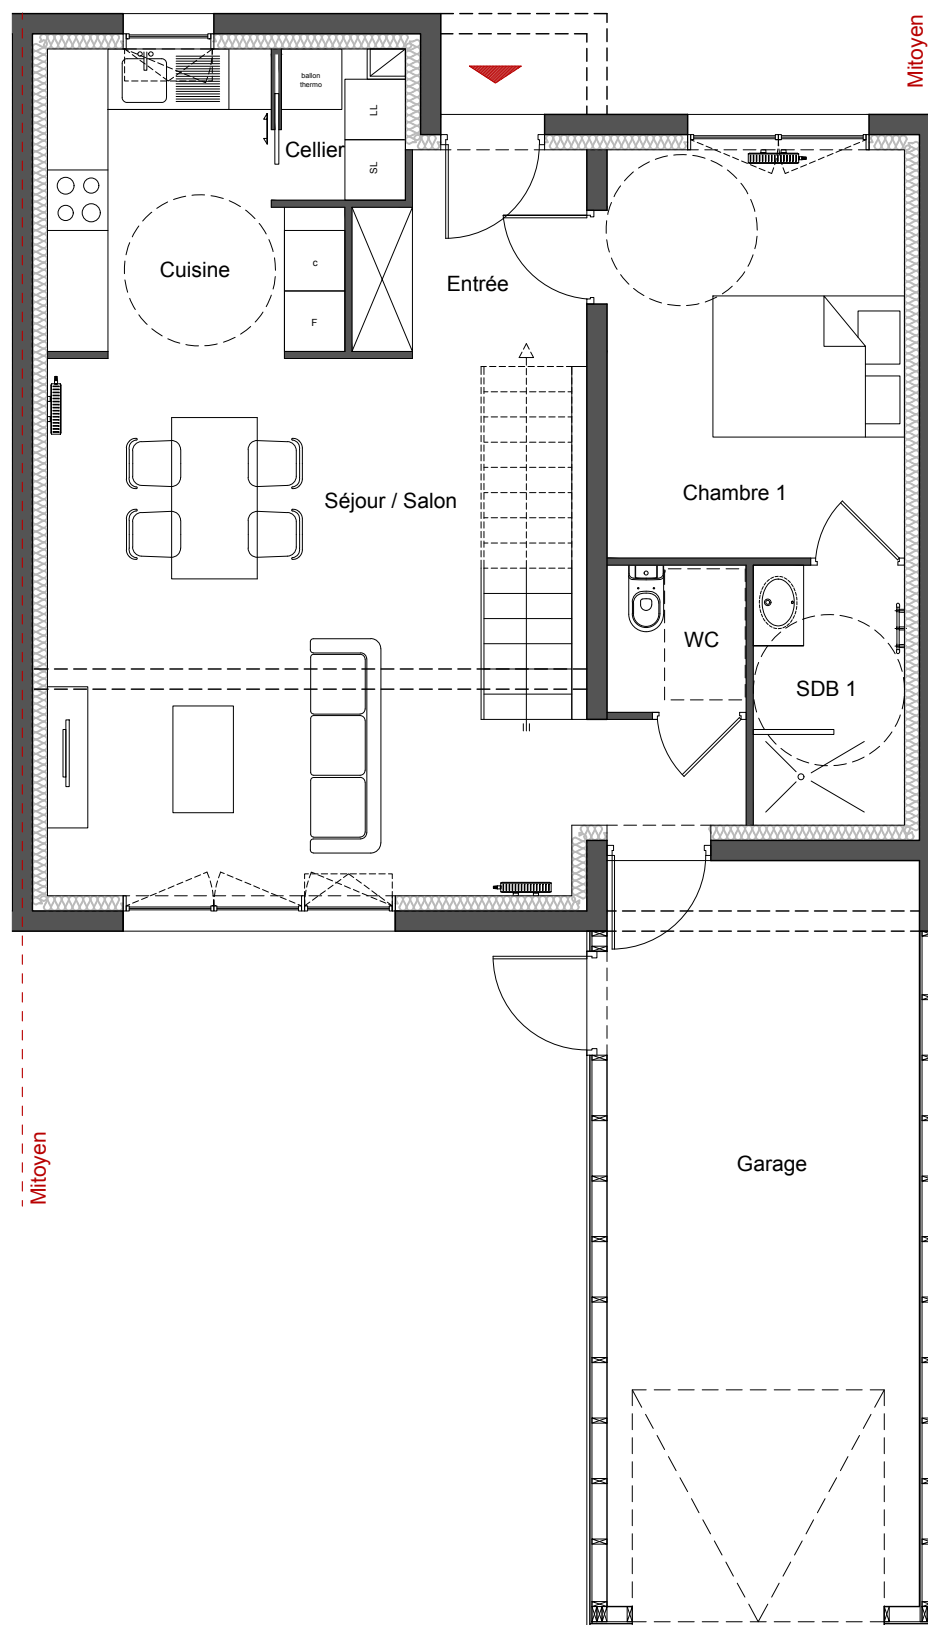 Mitoyen
ballon
thermo
LL
Cellier
SL
Cuisine
c
Entrée
F
Chambre 1
Séjour / Salon
WC
SDB 1
Mitoyen
Garage